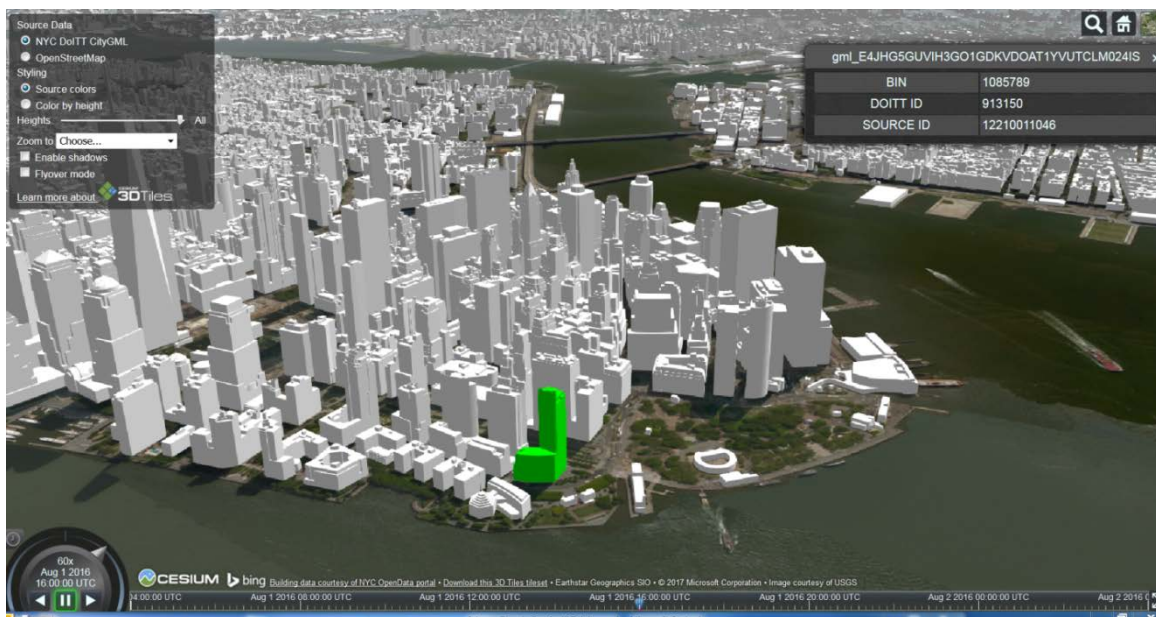 Source Data
NYC DoITT CityGML
OpenStreetMap
Styling
Source colors
Color by height
Heights All
Zoom to Choose...
Enable shadows
Flyover mode
Learn more about CESIUM 3DTiles
gml_E4JHG5GUVIH3GO1GDKVDOAT1YVUTCLM024IS
BIN 1085789
DOITT ID 913150
SOURCE ID 12210011046
60x
Aug 1 2016
16:00:00 UTC
CESIUM bing Building data courtesy of NYC OpenData portal • Download this 3D Tiles tileset • Earthstar Geographics SIO • © 2017 Microsoft Corporation • Image courtesy of USGS
04:00:00 UTC Aug 1 2016 08:00:00 UTC Aug 1 2016 12:00:00 UTC Aug 1 2016 16:00:00 UTC Aug 1 2016 20:00:00 UTC Aug 2 2016 00:00:00 UTC Aug 2 2016